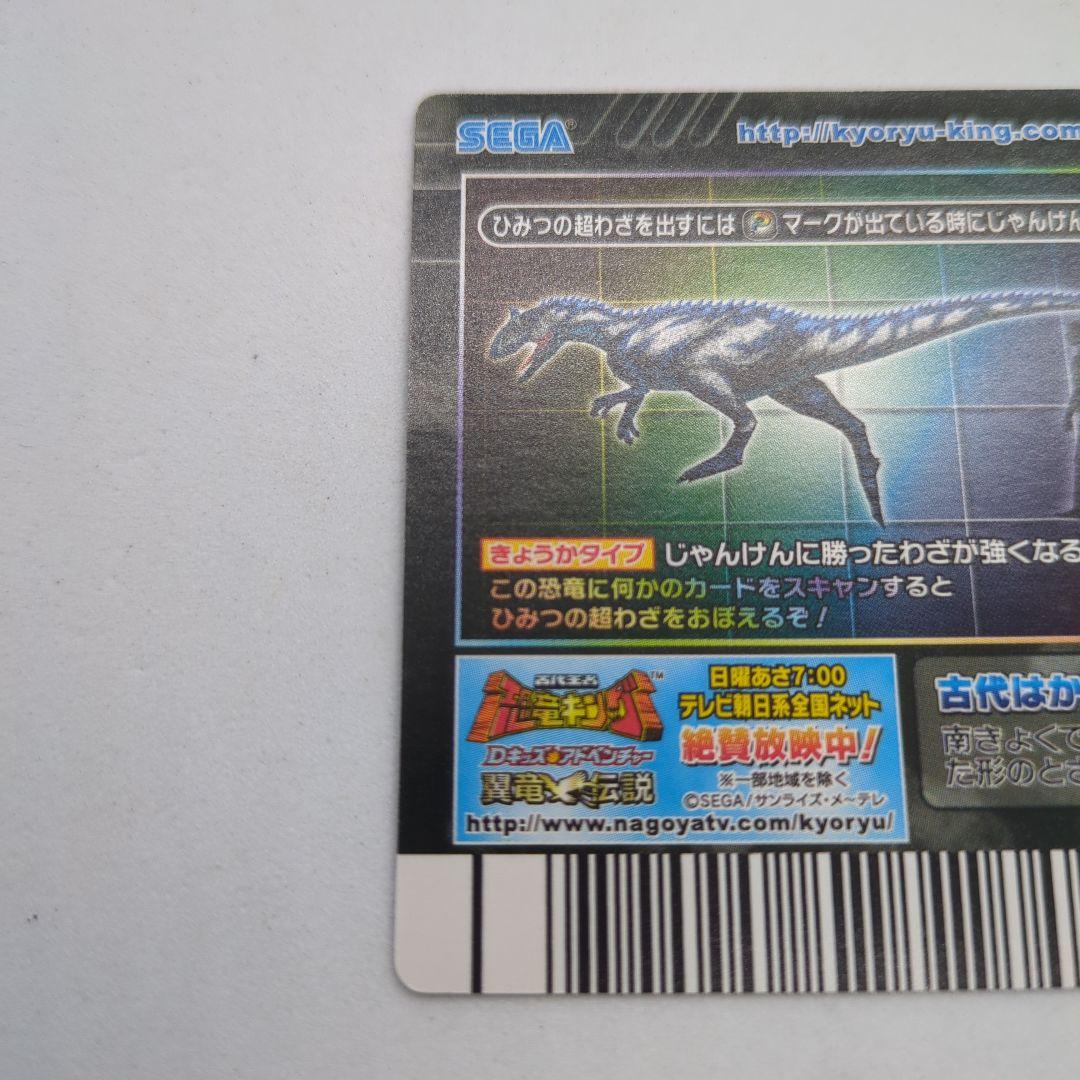 SEGA®
http://kyoryu-king.com
ひみつの超わざを出すには マークが出ている時にじゃんけん
きょうかタイプ じゃんけんに勝ったわざが強くなる
この恐竜に何かのカードをスキャンすると
ひみつの超わざをおぼえるぞ!
古代王者
恐竜キング™
Dキッズ・アドベンチャー
翼竜伝説
日曜あさ7:00
テレビ朝日系全国ネット
絶賛放映中!
※一部地域を除く
©SEGA/サンライズ・メ〜テレ
http://www.nagoyatv.com/kyoryu/
古代はか
南きょくで
た形のとさ